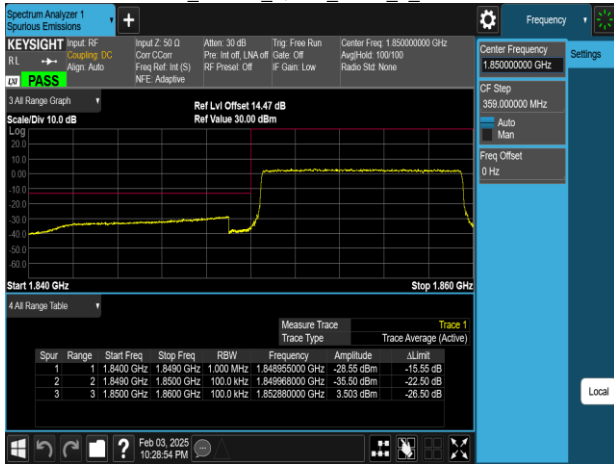 Spectrum Analyzer 1
Spurious Emissions
Frequency
KEYSIGHT Input: RF
Coupling: DC
Align: Auto
Input Z: 50 Ω
Corr CCorr
Freq Ref: Int (S)
NFE: Adaptive
Atten: 30 dB
Pre: Int off, LNA off
RF Preset: Off
Trig: Free Run
Gate: Off
IF Gain: Low
Center Freq: 1.850000000 GHz
Avg|Hold: 100/100
Radio Std: None
RL
LXI PASS
3 All Range Graph
Scale/Div 10.0 dB
Ref Lvl Offset 14.47 dB
Ref Value 30.00 dBm
Log
20.0
10.0
0.00
-10.0
-20.0
-30.0
-40.0
-50.0
-60.0
Start 1.840 GHz
Stop 1.860 GHz
4 All Range Table
Measure Trace Trace 1
Trace Type Trace Average (Active)
Spur Range Start Freq Stop Freq RBW Frequency Amplitude ΔLimit
1 1 1.8400 GHz 1.8490 GHz 1.000 MHz 1.848955000 GHz -28.55 dBm -15.55 dB
2 2 1.8490 GHz 1.8500 GHz 100.0 kHz 1.849968000 GHz -35.50 dBm -22.50 dB
3 3 1.8500 GHz 1.8600 GHz 100.0 kHz 1.852880000 GHz 3.503 dBm -26.50 dB
Feb 03, 2025
10:28:54 PM
Center Frequency
1.850000000 GHz
Settings
CF Step
359.000000 MHz
Auto
Man
Freq Offset
0 Hz
Local